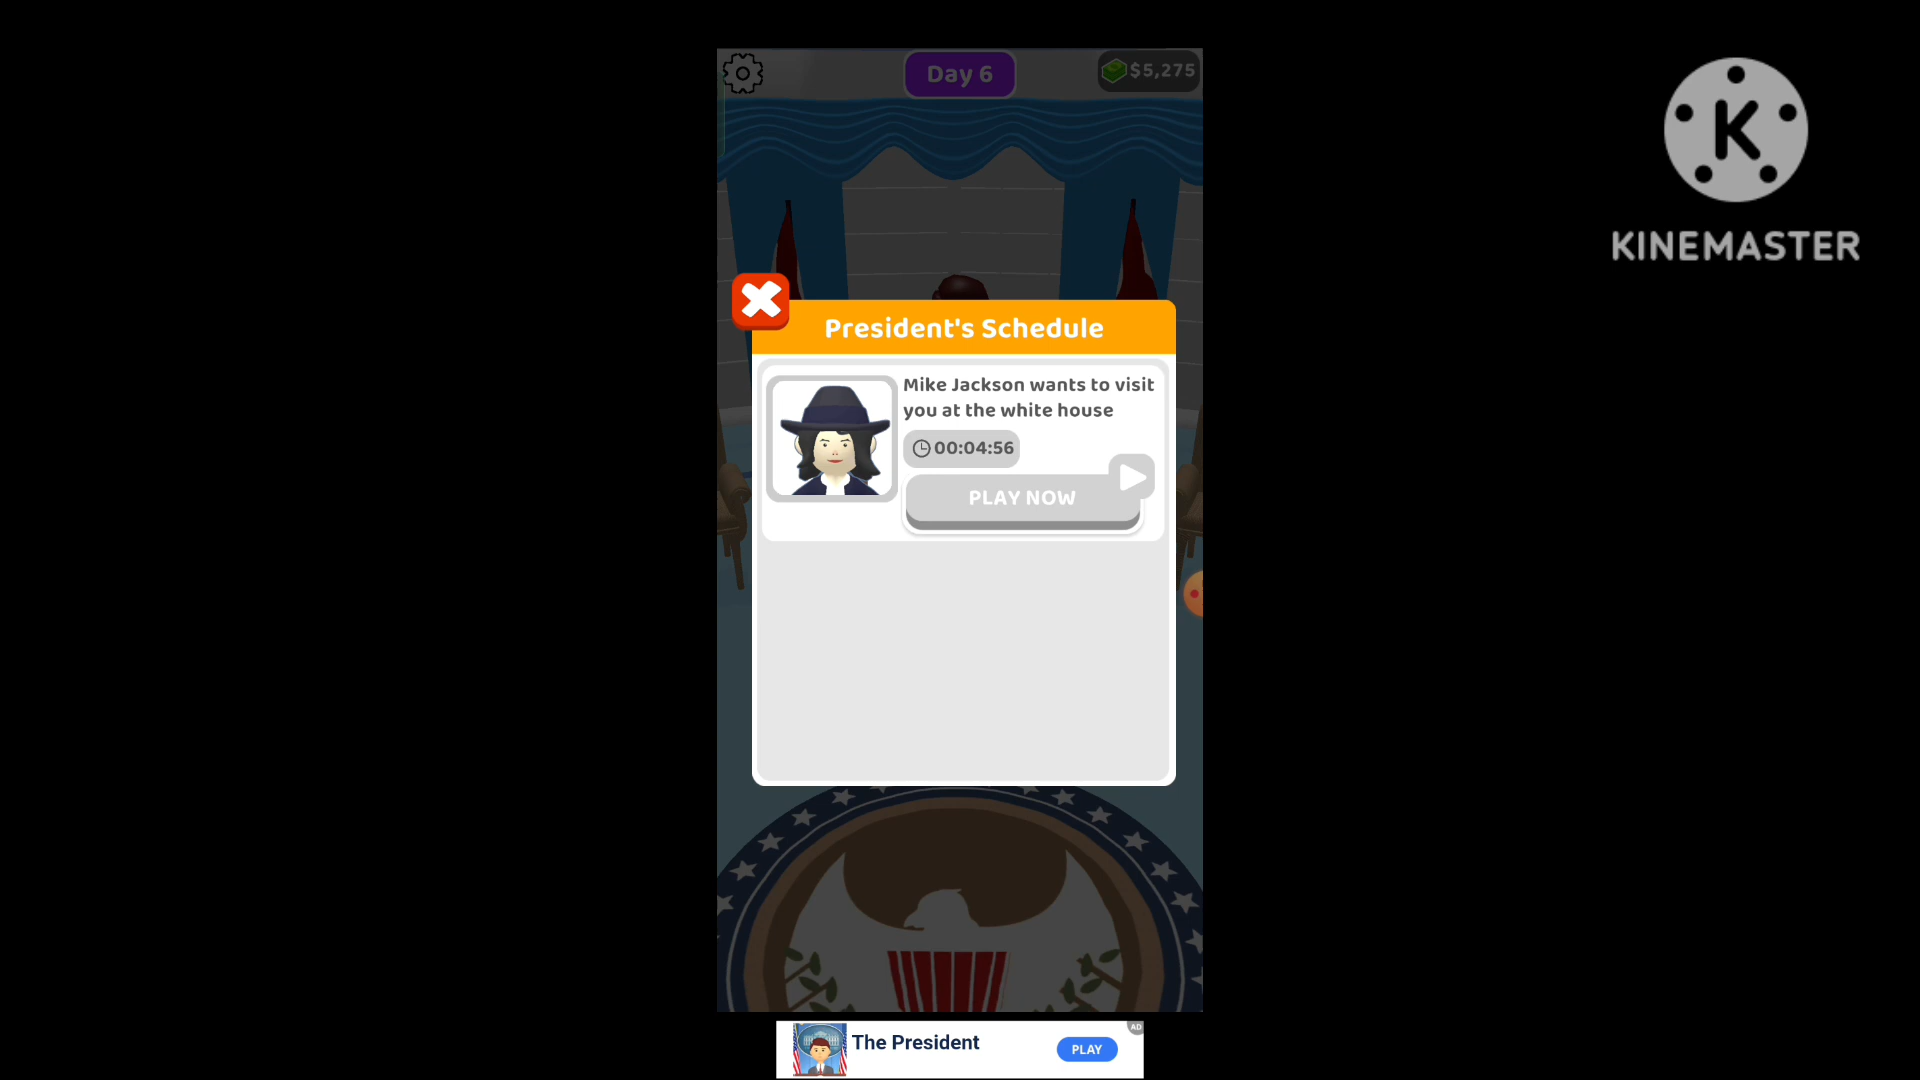 Day 6
$5,275
K
KINEMASTER
President's Schedule
Mike Jackson wants to visit
you at the white house
00:04:56
PLAY NOW
The President
PLAY
AD